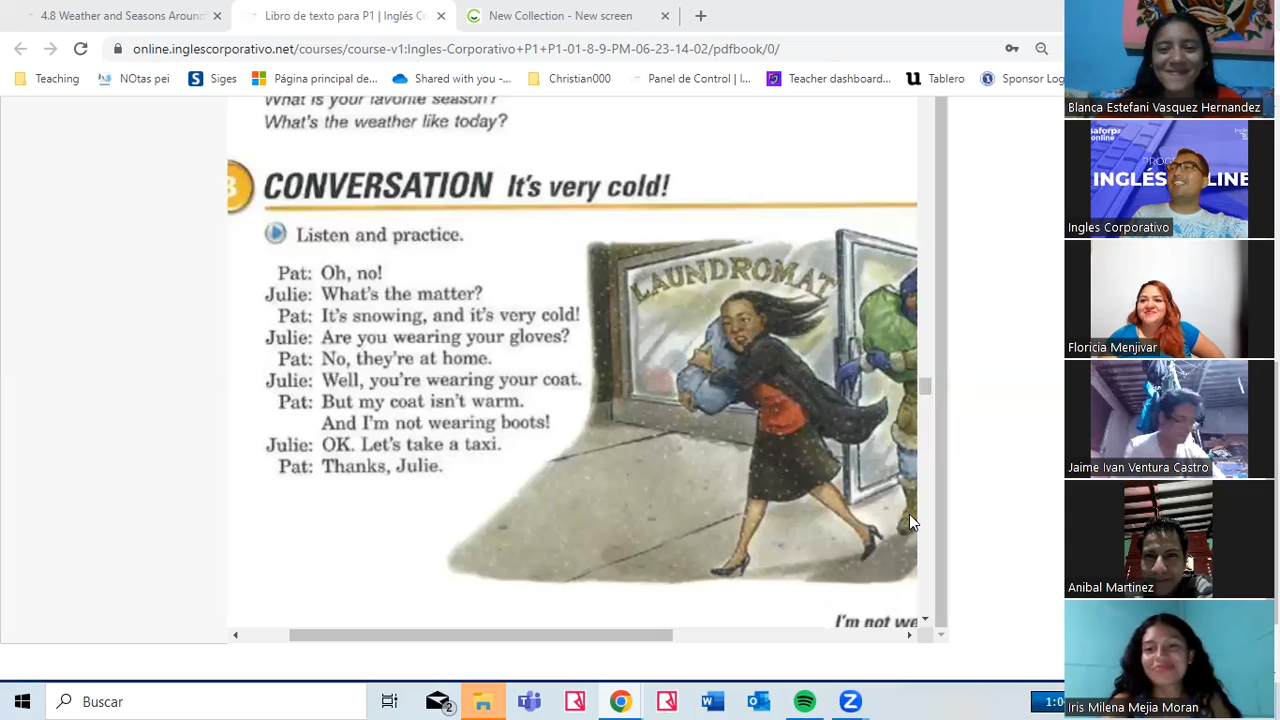 4.8 Weather and Seasons Around
Libro de texto para P1 | Inglés C
New Collection - New screen
online.inglescorporativo.net/courses/course-v1:Ingles-Corporativo+P1+P1-01-8-9-PM-06-23-14-02/pdfbook/0/
Teaching
NOtas pei
Siges
Página principal de...
Shared with you -...
Christian000
Panel de Control | I...
Teacher dashboard...
Tablero
Sponsor Log
What is your favorite season?
What's the weather like today?
CONVERSATION It's very cold!
Listen and practice.
Pat: Oh, no!
Julie: What's the matter?
Pat: It's snowing, and it's very cold!
Julie: Are you wearing your gloves?
Pat: No, they're at home.
Julie: Well, you're wearing your coat.
Pat: But my coat isn't warm.
And I'm not wearing boots!
Julie: OK. Let's take a taxi.
Pat: Thanks, Julie.
LAUNDROMAT
I'm not we
Buscar
2
Blanca Estefani Vasquez Hernandez
saforp
online
INGLÉS LINE
Ingles Corporativo
Floricia Menjivar
Jaime Ivan Ventura Castro
Anibal Martinez
Iris Milena Mejia Moran